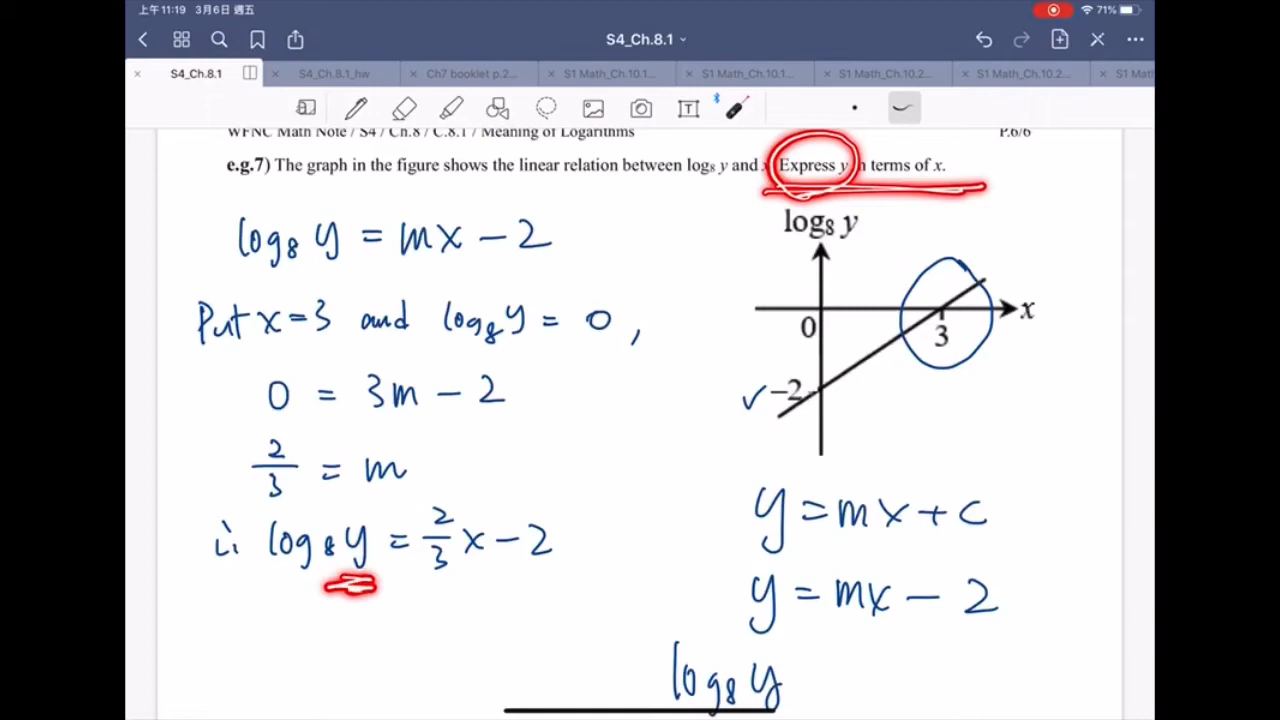 上午11:19 3月6日 週五
71%
S4_Ch.8.1
S4_Ch.8.1
S4_Ch.8.1_hw
Ch7 booklet p.2...
S1 Math_Ch.10.1...
S1 Math_Ch.10.1...
S1 Math_Ch.10.2...
S1 Math_Ch.10.2...
S1 Mat
WFNC Math Note / S4 / Ch.8 / C.8.1 / Meaning of Logarithms
P.6/6
e.g.7) The graph in the figure shows the linear relation between log₈ y and Express y terms of x.
log₈ y = mx − 2
Put x = 3 and log₈ y = 0,
0 = 3m − 2
2/3 = m
∴ log₈ y = 2/3 x − 2
log₈ y
x
0
3
✓ −2
y = mx + c
y = mx − 2
log₈ y